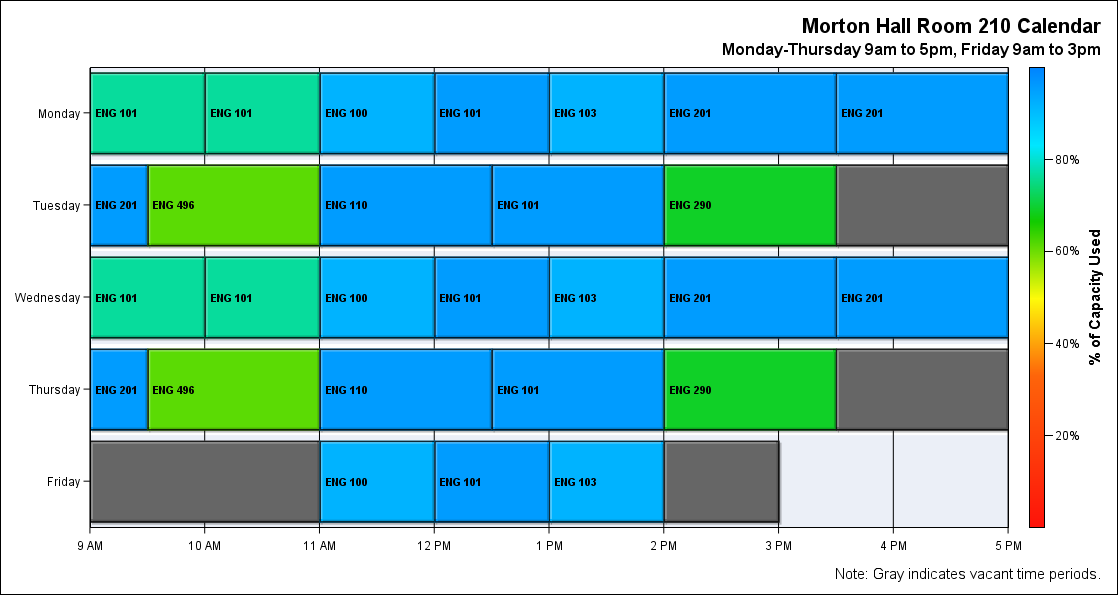 Morton Hall Room 210 Calendar
Monday-Thursday 9am to 5pm, Friday 9am to 3pm
Monday
ENG 101 ENG 101 ENG 100 ENG 101 ENG 103 ENG 201 ENG 201
Tuesday
ENG 201 ENG 496 ENG 110 ENG 101 ENG 290
Wednesday
ENG 101 ENG 101 ENG 100 ENG 101 ENG 103 ENG 201 ENG 201
Thursday
ENG 201 ENG 496 ENG 110 ENG 101 ENG 290
Friday
ENG 100 ENG 101 ENG 103
9 AM 10 AM 11 AM 12 PM 1 PM 2 PM 3 PM 4 PM 5 PM
80%
60%
40%
20%
% of Capacity Used
Note: Gray indicates vacant time periods.